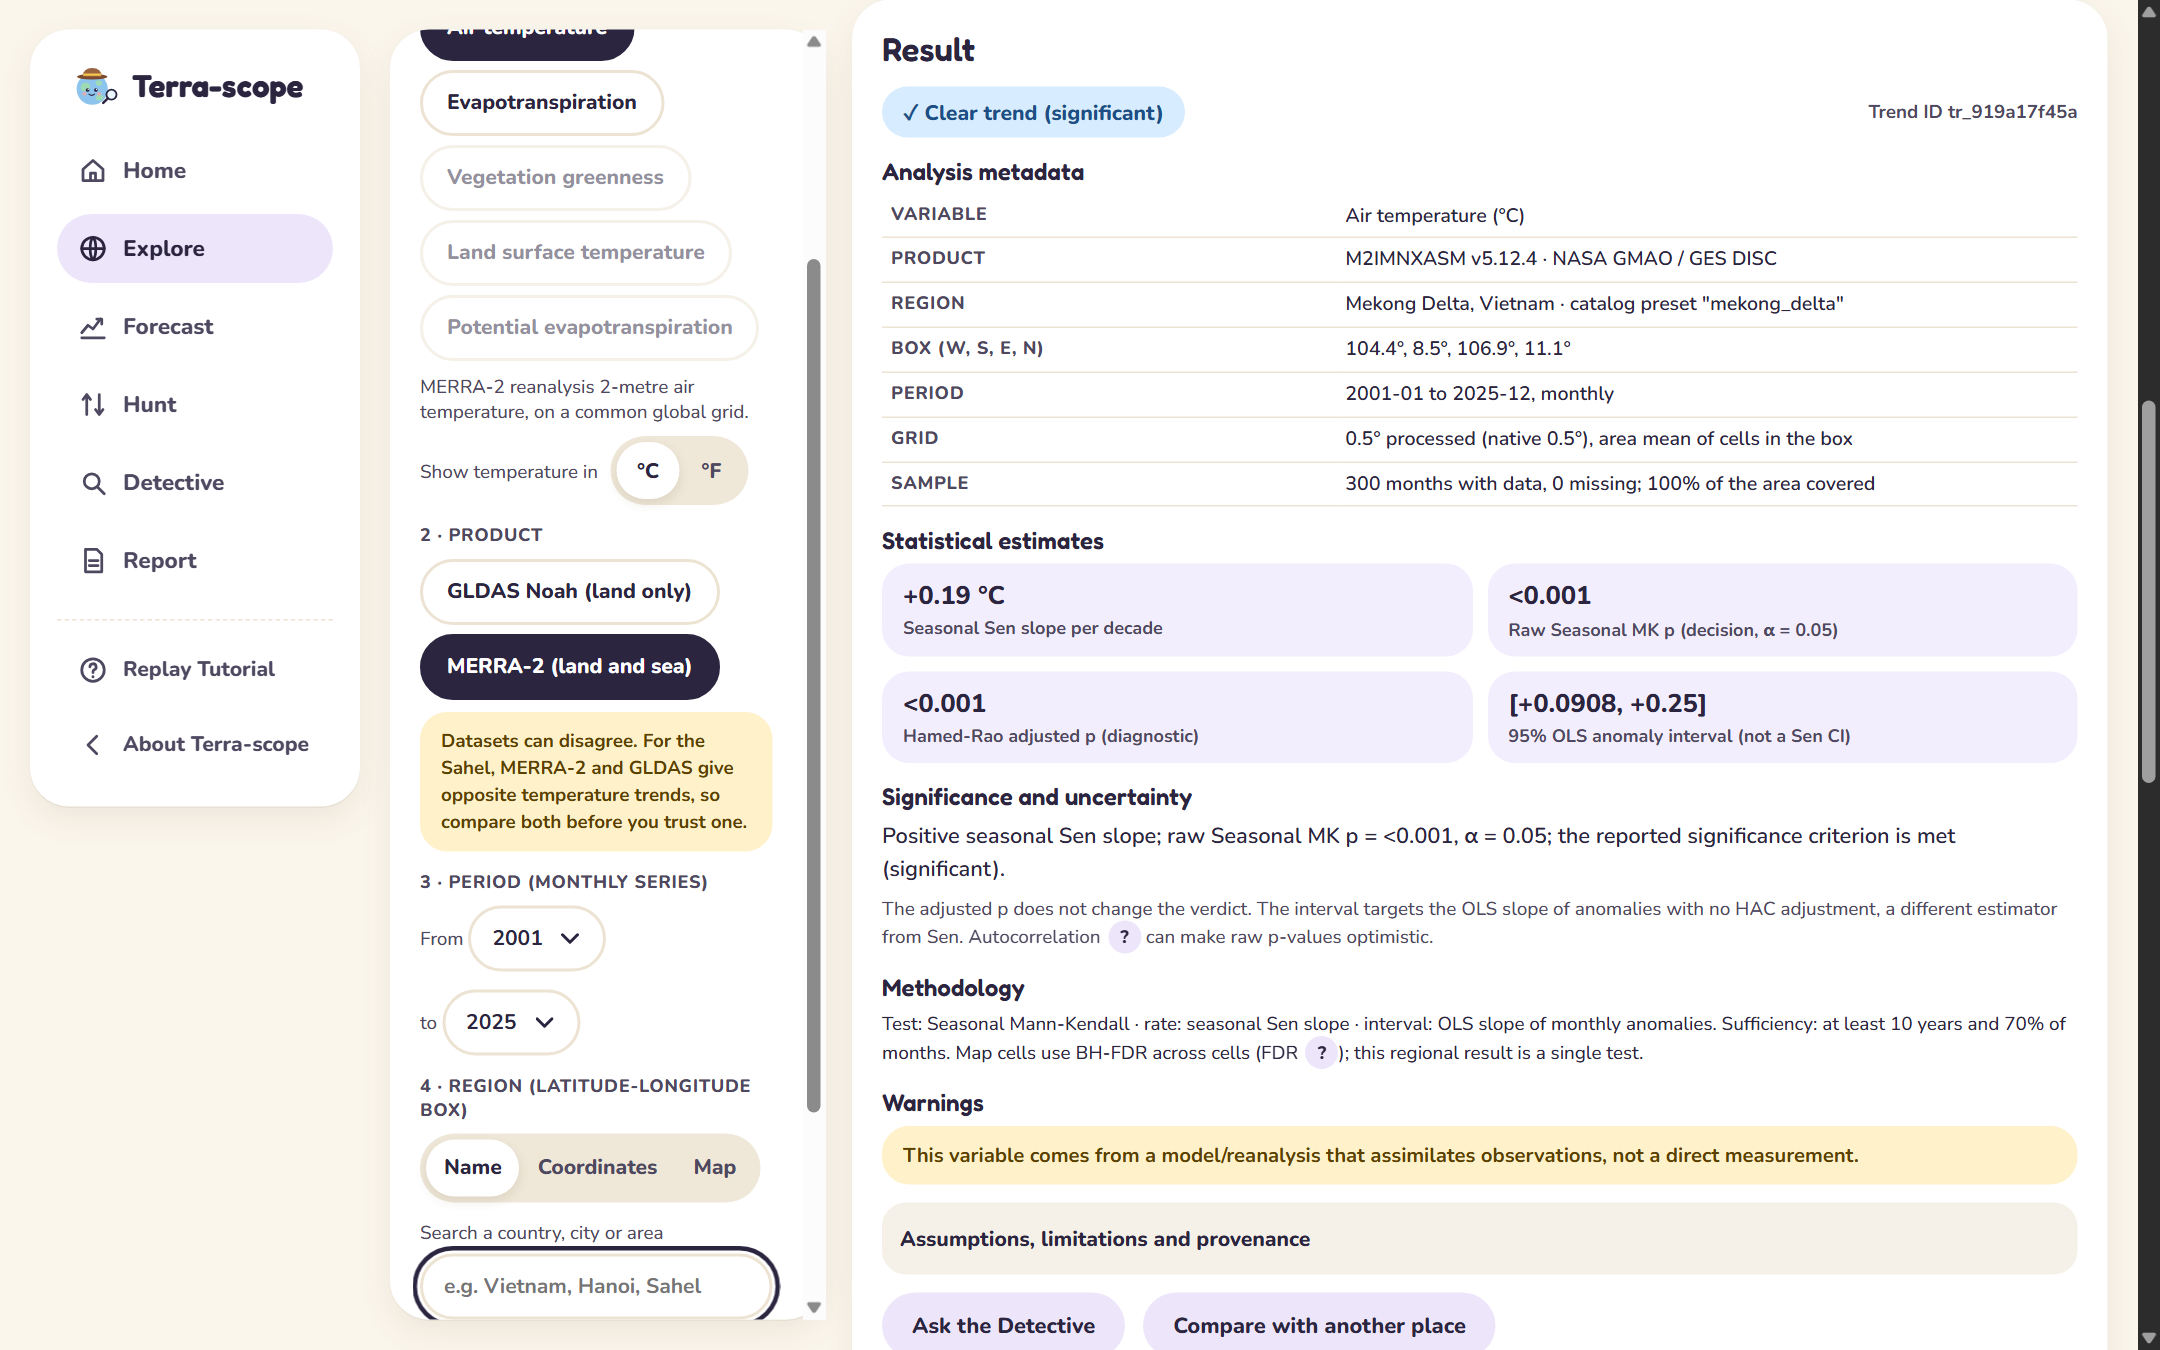 Terra-scope
Home
Explore
Forecast
Hunt
Detective
Report
Replay Tutorial
About Terra-scope
Air temperature
Evapotranspiration
Vegetation greenness
Land surface temperature
Potential evapotranspiration
MERRA-2 reanalysis 2-metre air
temperature, on a common global grid.
Show temperature in °C °F
2 · PRODUCT
GLDAS Noah (land only)
MERRA-2 (land and sea)
Datasets can disagree. For the
Sahel, MERRA-2 and GLDAS give
opposite temperature trends, so
compare both before you trust one.
3 · PERIOD (MONTHLY SERIES)
From 2001
to 2025
4 · REGION (LATITUDE-LONGITUDE
BOX)
Name Coordinates Map
Search a country, city or area
e.g. Vietnam, Hanoi, Sahel
Result
✓ Clear trend (significant) Trend ID tr_919a17f45a
Analysis metadata
VARIABLE Air temperature (°C)
PRODUCT M2IMNXASM v5.12.4 · NASA GMAO / GES DISC
REGION Mekong Delta, Vietnam · catalog preset "mekong_delta"
BOX (W, S, E, N) 104.4°, 8.5°, 106.9°, 11.1°
PERIOD 2001-01 to 2025-12, monthly
GRID 0.5° processed (native 0.5°), area mean of cells in the box
SAMPLE 300 months with data, 0 missing; 100% of the area covered
Statistical estimates
+0.19 °C
Seasonal Sen slope per decade
<0.001
Raw Seasonal MK p (decision, α = 0.05)
<0.001
Hamed-Rao adjusted p (diagnostic)
[+0.0908, +0.25]
95% OLS anomaly interval (not a Sen CI)
Significance and uncertainty
Positive seasonal Sen slope; raw Seasonal MK p = <0.001, α = 0.05; the reported significance criterion is met
(significant).
The adjusted p does not change the verdict. The interval targets the OLS slope of anomalies with no HAC adjustment, a different estimator
from Sen. Autocorrelation ? can make raw p-values optimistic.
Methodology
Test: Seasonal Mann-Kendall · rate: seasonal Sen slope · interval: OLS slope of monthly anomalies. Sufficiency: at least 10 years and 70% of
months. Map cells use BH-FDR across cells (FDR ? ); this regional result is a single test.
Warnings
This variable comes from a model/reanalysis that assimilates observations, not a direct measurement.
Assumptions, limitations and provenance
Ask the Detective Compare with another place